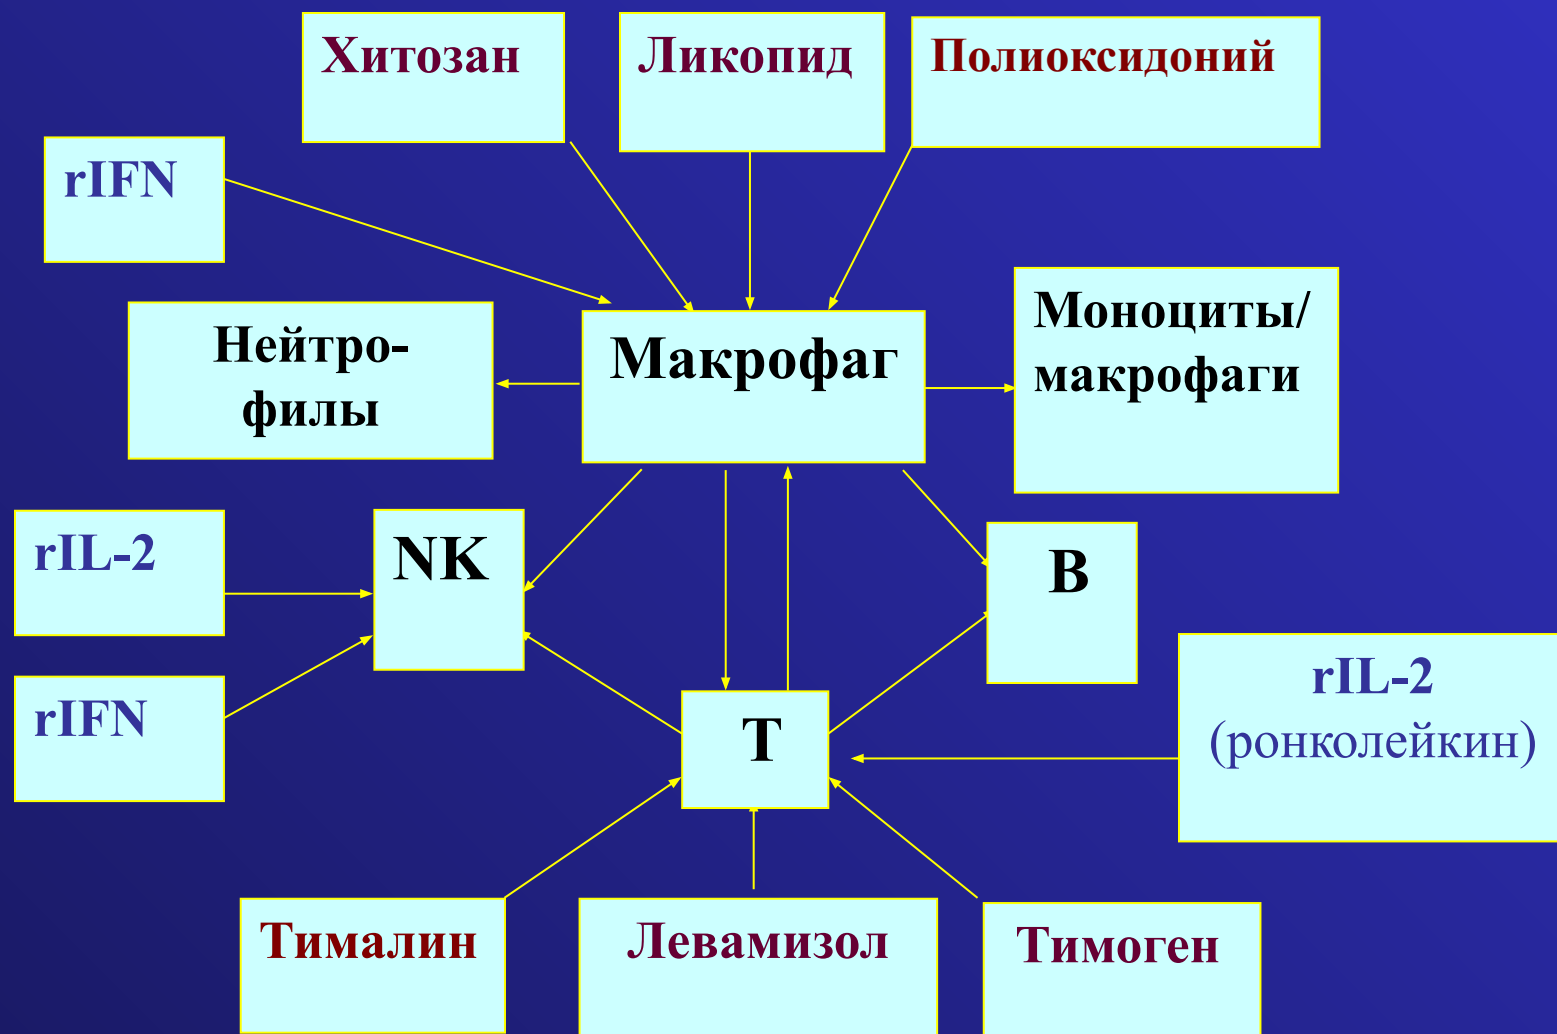 Хитозан
Ликопид
Полиоксидоний
rIFN
Нейтро-
филы
Макрофаг
Моноциты/
макрофаги
rIL-2
NK
В
rIFN
Т
rIL-2
(ронколейкин)
Тималин
Левамизол
Тимоген